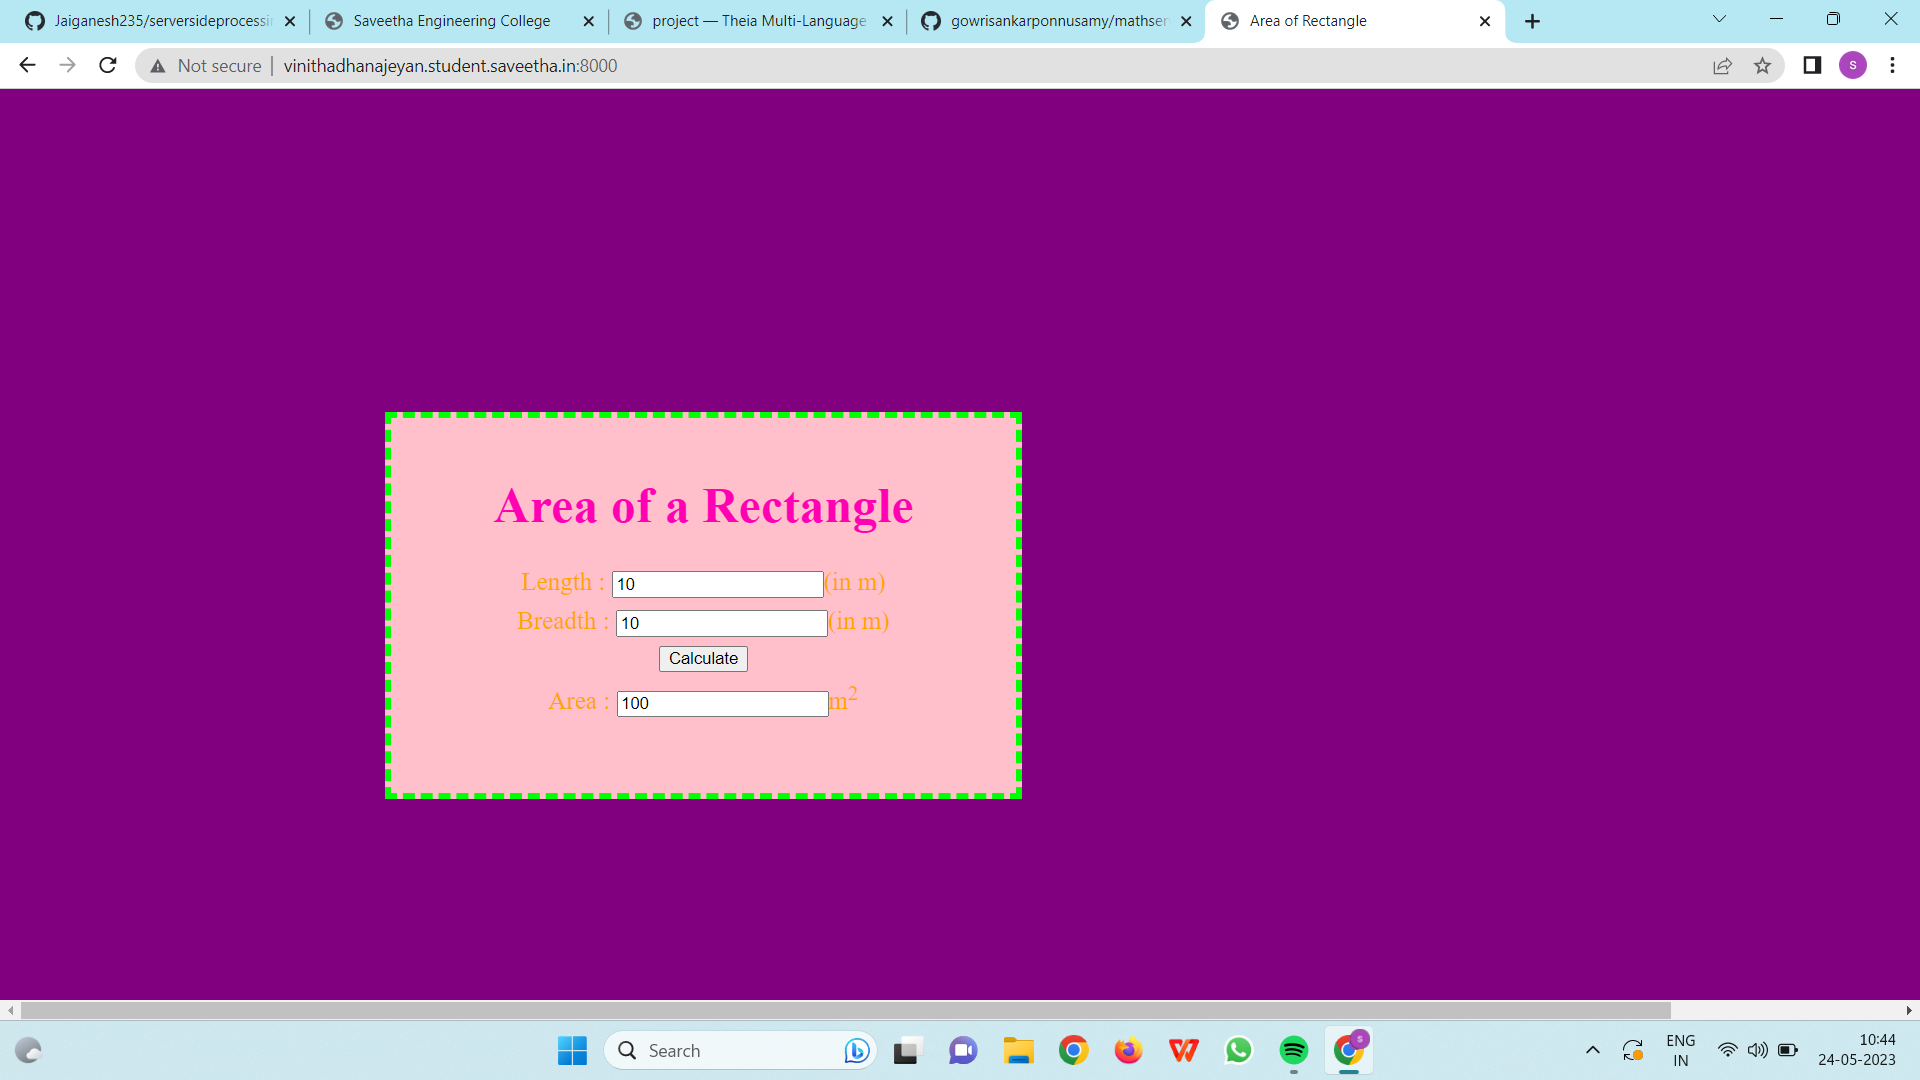 Jaiganesh235/serversideprocessin
Saveetha Engineering College
project — Theia Multi-Language
gowrisankarponnusamy/mathser
Area of Rectangle
Not secure
vinithadhanajeyan.student.saveetha.in:8000
S
Area of a Rectangle
Length : 10 (in m)
Breadth : 10 (in m)
Calculate
Area : 100 m2
Search
S
ENG
IN
10:44
24-05-2023